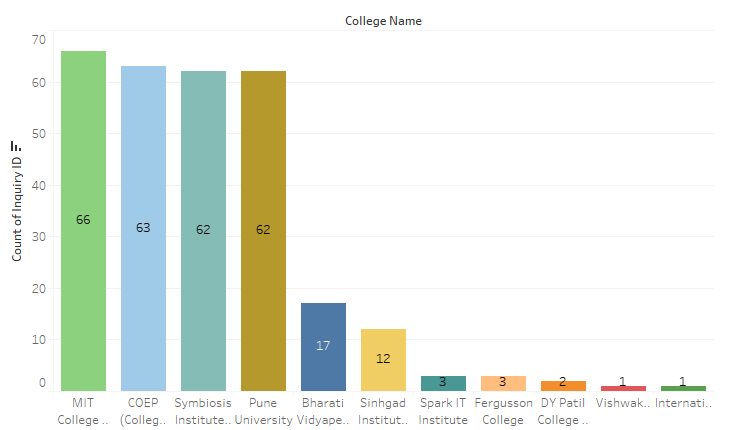 College Name
Count of Inquiry ID
70
60
50
40
30
20
10
0
66
63
62
62
17
12
3
3
2
1
1
MIT
College ..
COEP
(Colleg..
Symbiosis
Institute..
Pune
University
Bharati
Vidyape..
Sinhgad
Institut..
Spark IT
Institute
Fergusson
College
DY Patil
College ..
Vishwak..
Internati..